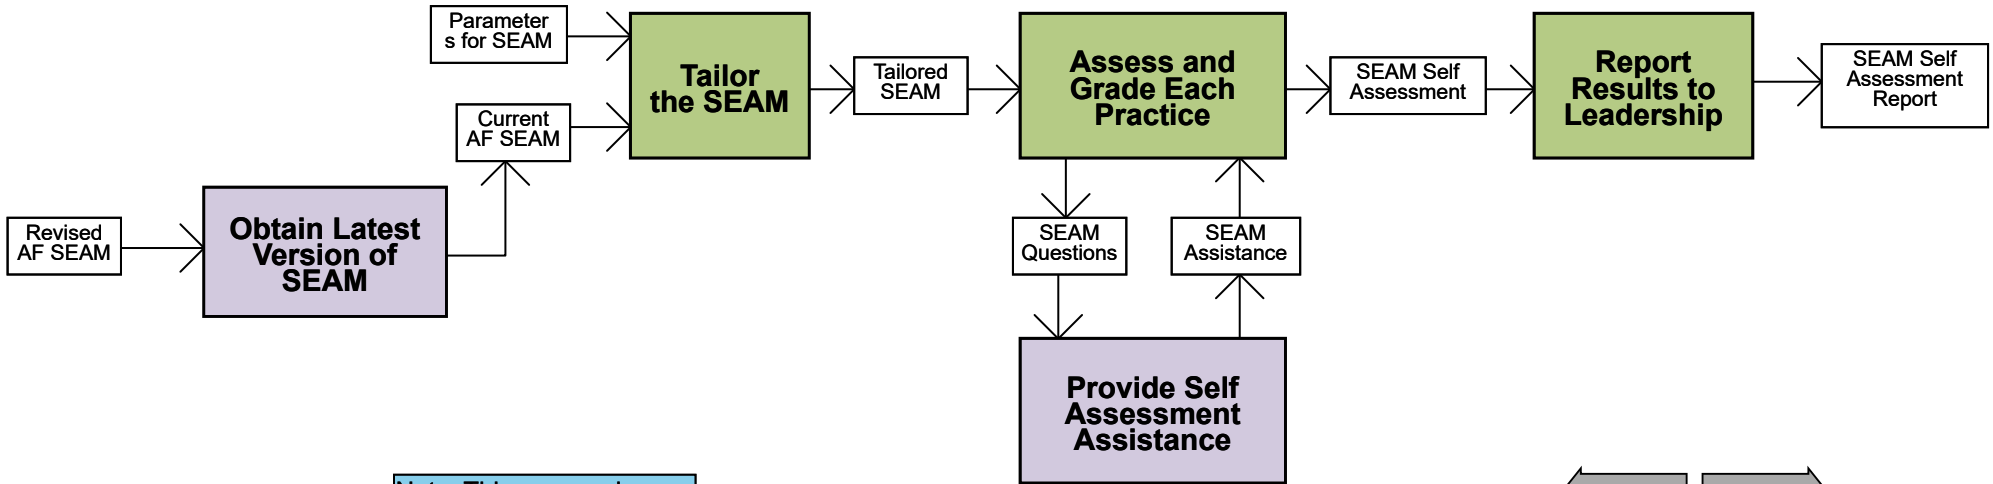 Parameter
s for SEAM
Current
AF SEAM
Revised
AF SEAM
Obtain Latest
Version of
SEAM
Tailor
the SEAM
Tailored
SEAM
Assess and
Grade Each
Practice
SEAM Self
Assessment
Report
Results to
Leadership
SEAM Self
Assessment
Report
SEAM
Questions
SEAM
Assistance
Provide Self
Assessment
Assistance